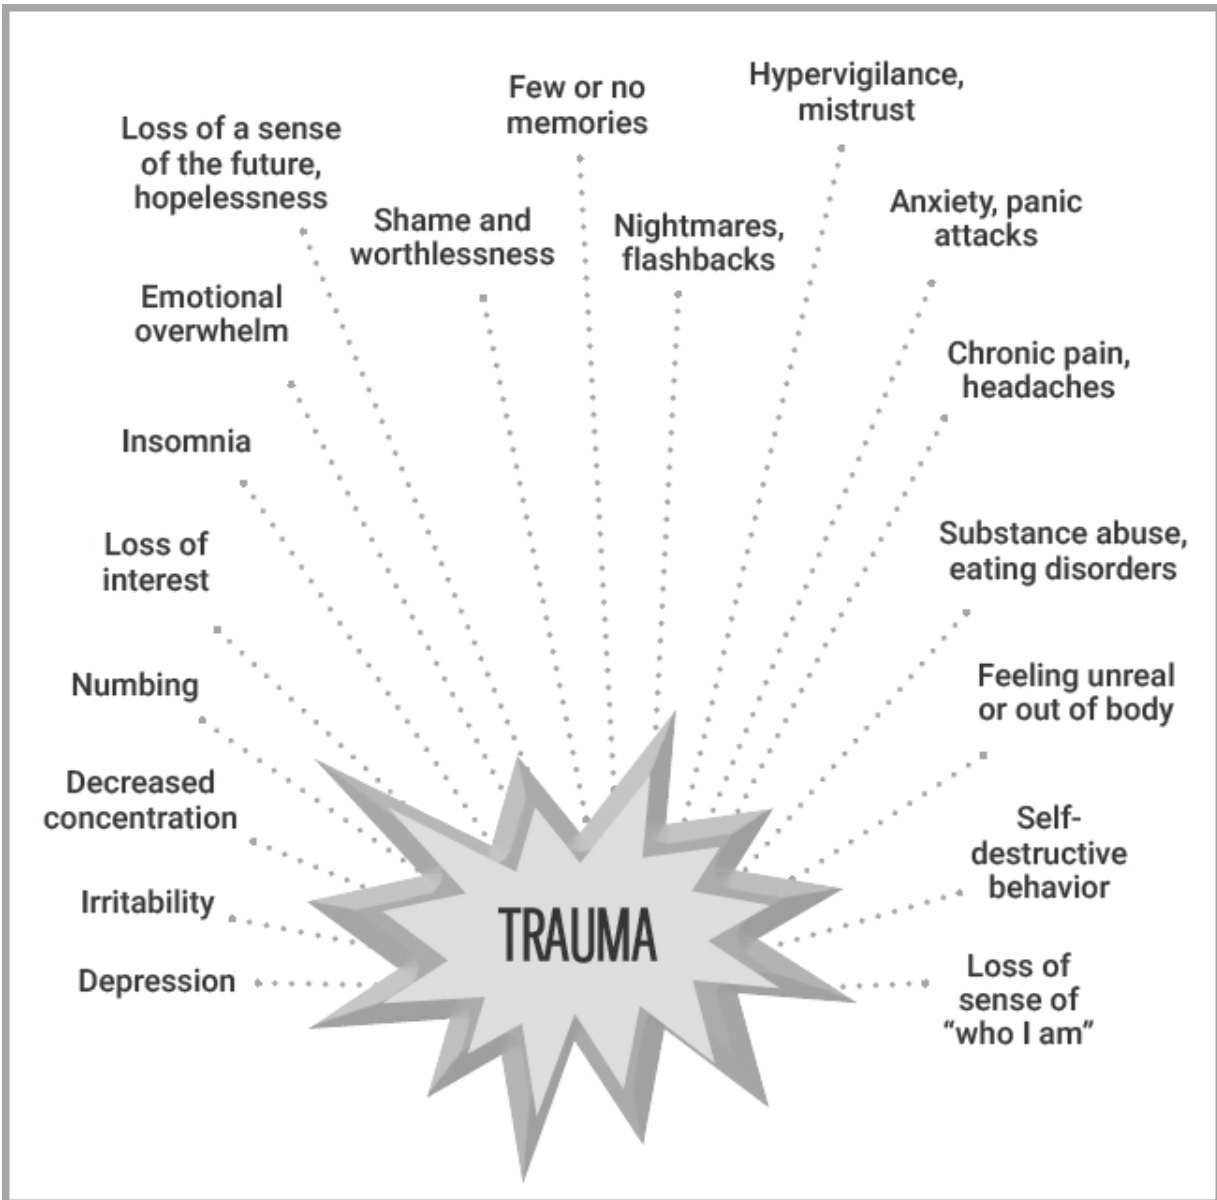 Few or no
memories
Hypervigilance,
mistrust
Loss of a sense
of the future,
hopelessness
Shame and
worthlessness
Nightmares,
flashbacks
Anxiety, panic
attacks
Emotional
overwhelm
Chronic pain,
headaches
Insomnia
Loss of
interest
Substance abuse,
eating disorders
Numbing
Feeling unreal
or out of body
Decreased
concentration
Self-
destructive
behavior
Irritability
TRAUMA
Depression
Loss of
sense of
“who I am”